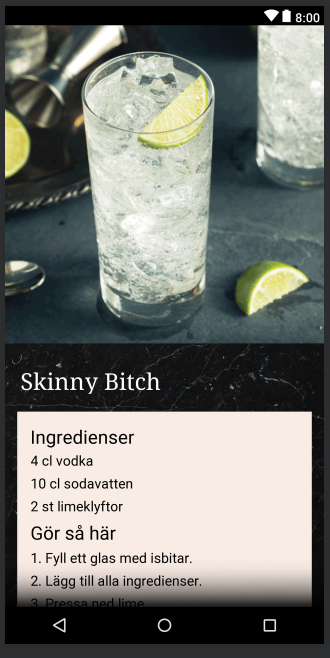 8:00
Skinny Bitch
Ingredienser
4 cl vodka
10 cl sodavatten
2 st limeklyftor
Gör så här
1. Fyll ett glas med isbitar.
2. Lägg till alla ingredienser.
3. Pressa ned lime.